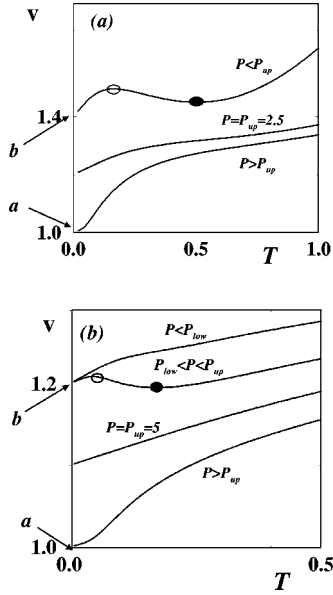 v
(a)
P<P_up
1.4
b
P=P_up=2.5
P>P_up
a
1.0
0.0
0.5
1.0
T
v
(b)
P<P_low
P_low<P<P_up
1.2
b
P=P_up=5
P>P_up
a
1.0
0.0
0.5
T